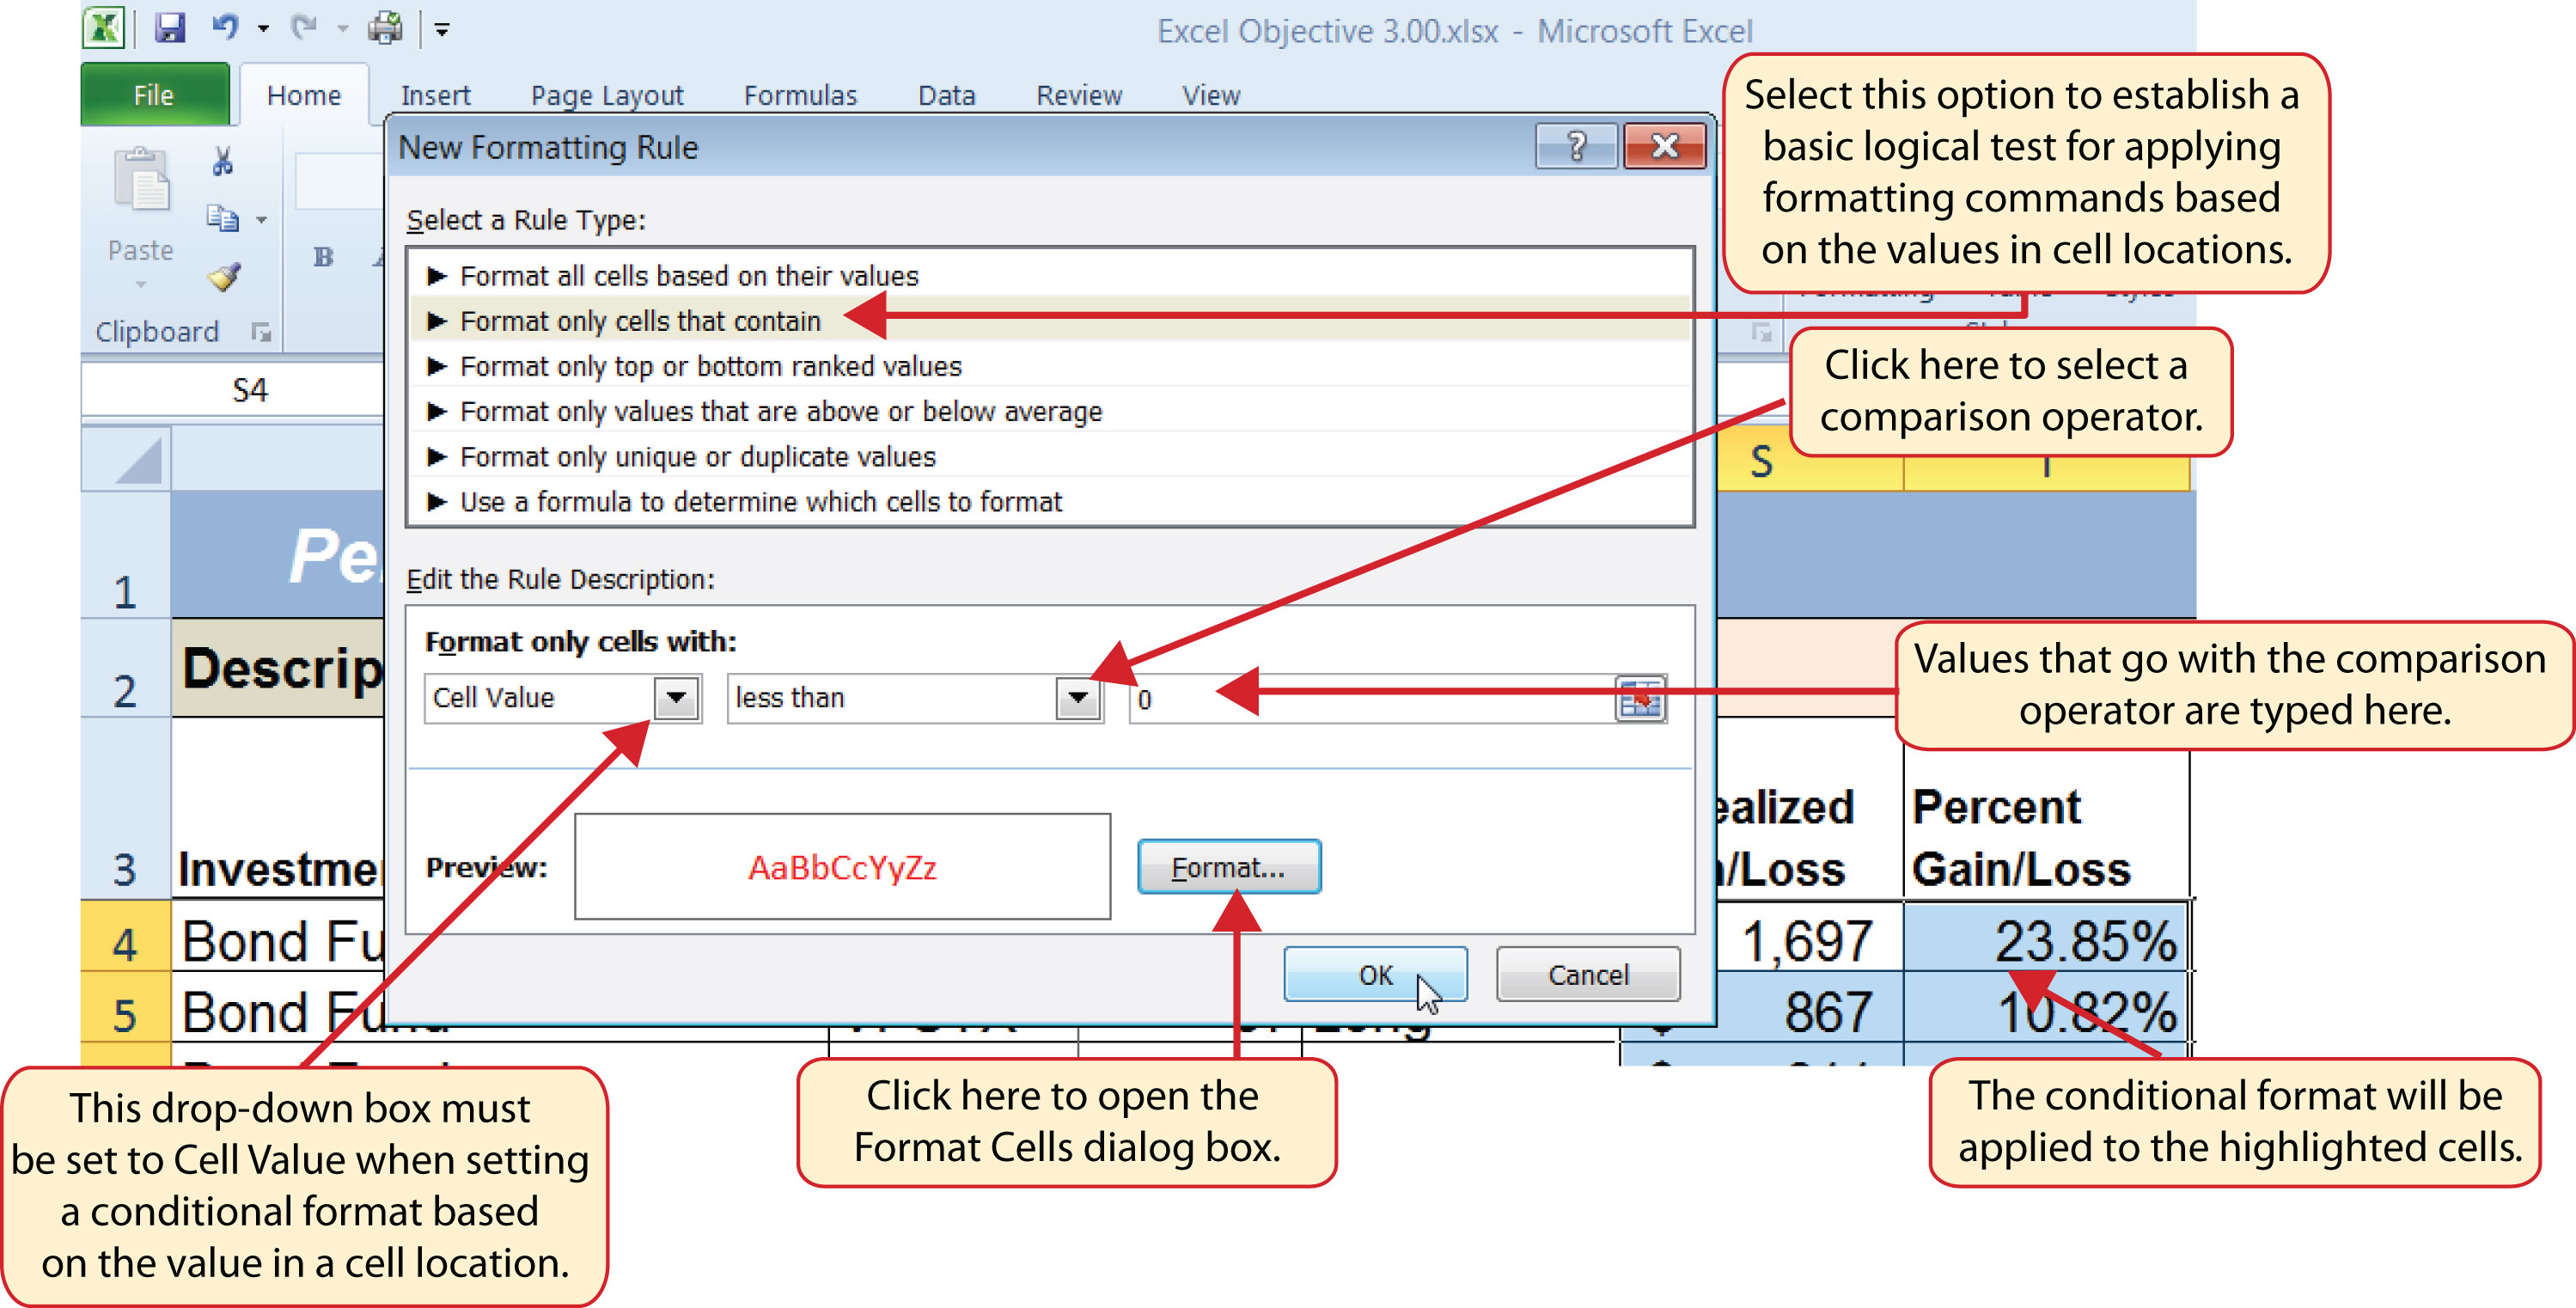 Excel Objective 3.00.xlsx - Microsoft Excel
File Home Insert Page Layout Formulas Data Review View
Select this option to establish a
basic logical test for applying
formatting commands based
on the values in cell locations.
New Formatting Rule
Paste
B
Clipboard
Select a Rule Type:
Format all cells based on their values
Format only cells that contain
Format only top or bottom ranked values
Format only values that are above or below average
Format only unique or duplicate values
Use a formula to determine which cells to format
Click here to select a
comparison operator.
S4
S
1 Pe
Edit the Rule Description:
Format only cells with:
Cell Value less than 0
Values that go with the comparison
operator are typed here.
2 Descrip
Preview: AaBbCcYyZz Format...
OK Cancel
ealized Percent
3 Investme /Loss Gain/Loss
4 Bond Fu 1,697 23.85%
5 Bond Fund Long 867 10.82%
This drop-down box must
be set to Cell Value when setting
a conditional format based
on the value in a cell location.
Click here to open the
Format Cells dialog box.
The conditional format will be
applied to the highlighted cells.